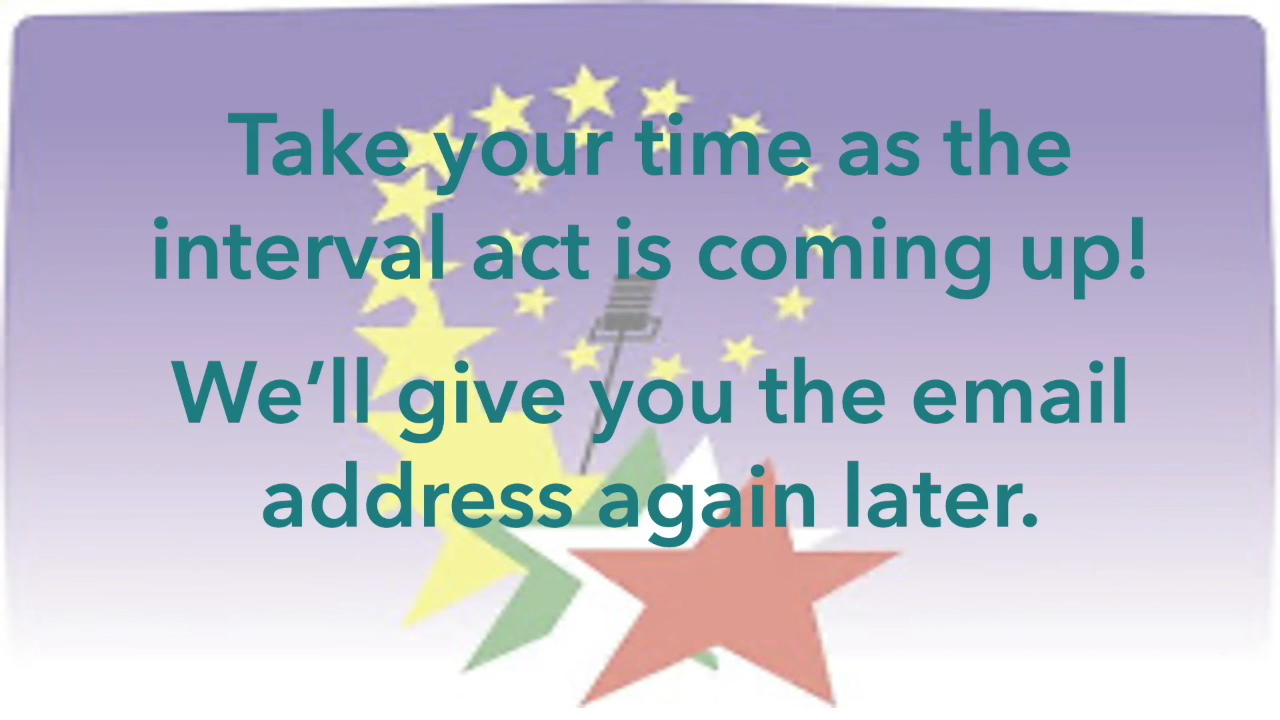 Take your time as the
interval act is coming up!
We’ll give you the email
address again later.